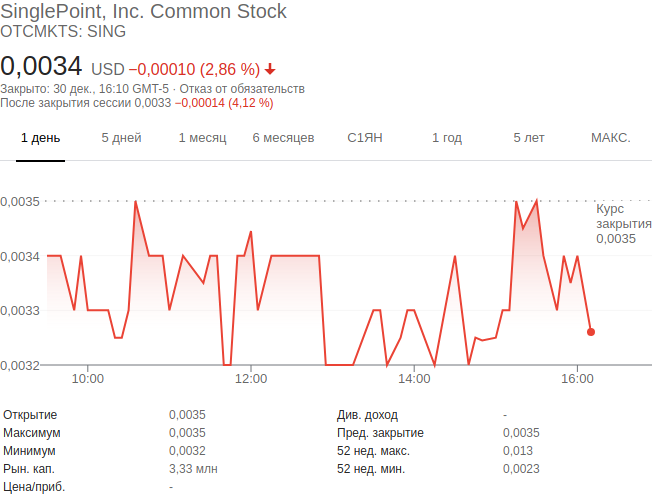 SinglePoint, Inc. Common Stock
OTCMKTS: SING
0,0034 USD −0,00010 (2,86 %)
Закрыто: 30 дек., 16:10 GMT-5 · Отказ от обязательств
После закрытия сессии 0,0033 −0,00014 (4,12 %)
1 день 5 дней 1 месяц 6 месяцев С1ЯН 1 год 5 лет МАКС.
0,0035
Курс
закрытия
0,0035
0,0034
0,0033
0,0032
10:00 12:00 14:00 16:00
Открытие 0,0035 Див. доход -
Максимум 0,0035 Пред. закрытие 0,0035
Минимум 0,0032 52 нед. макс. 0,013
Рын. кап. 3,33 млн 52 нед. мин. 0,0023
Цена/приб. -